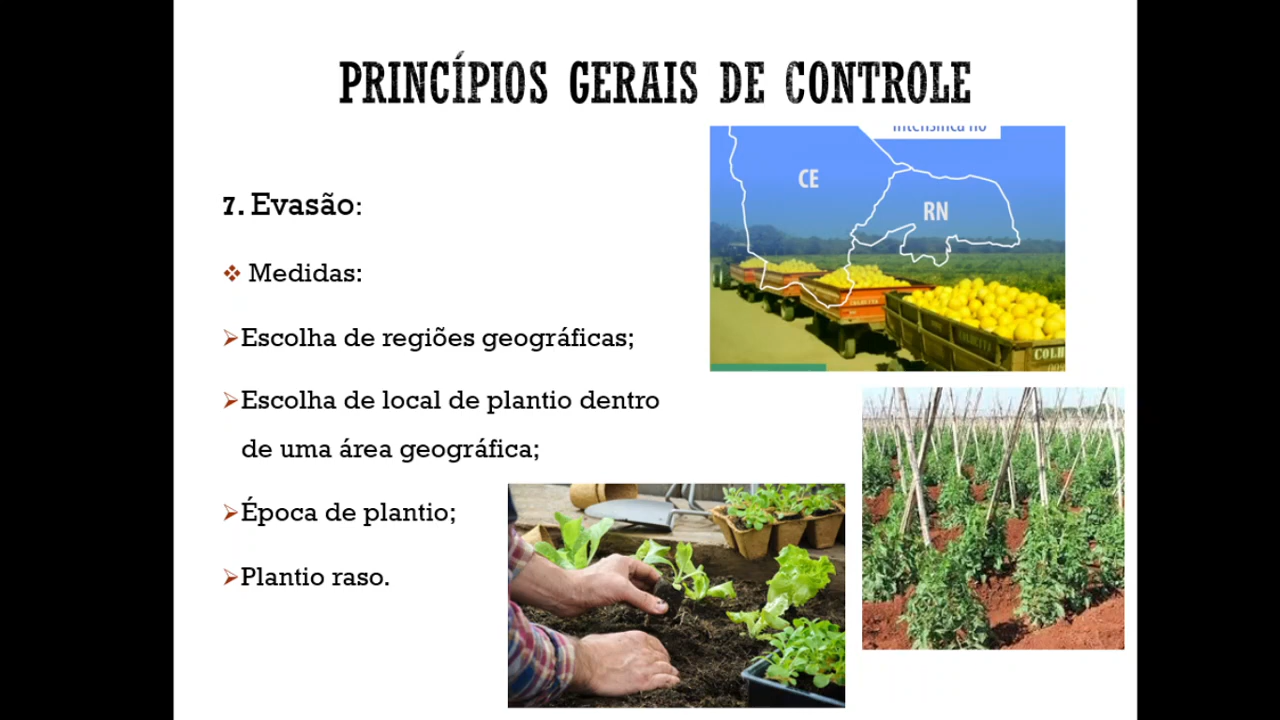 PRINCÍPIOS GERAIS DE CONTROLE
7. Evasão:
Medidas:
Escolha de regiões geográficas;
Escolha de local de plantio dentro
de uma área geográfica;
Época de plantio;
Plantio raso.
CE
RN
COLHEITA